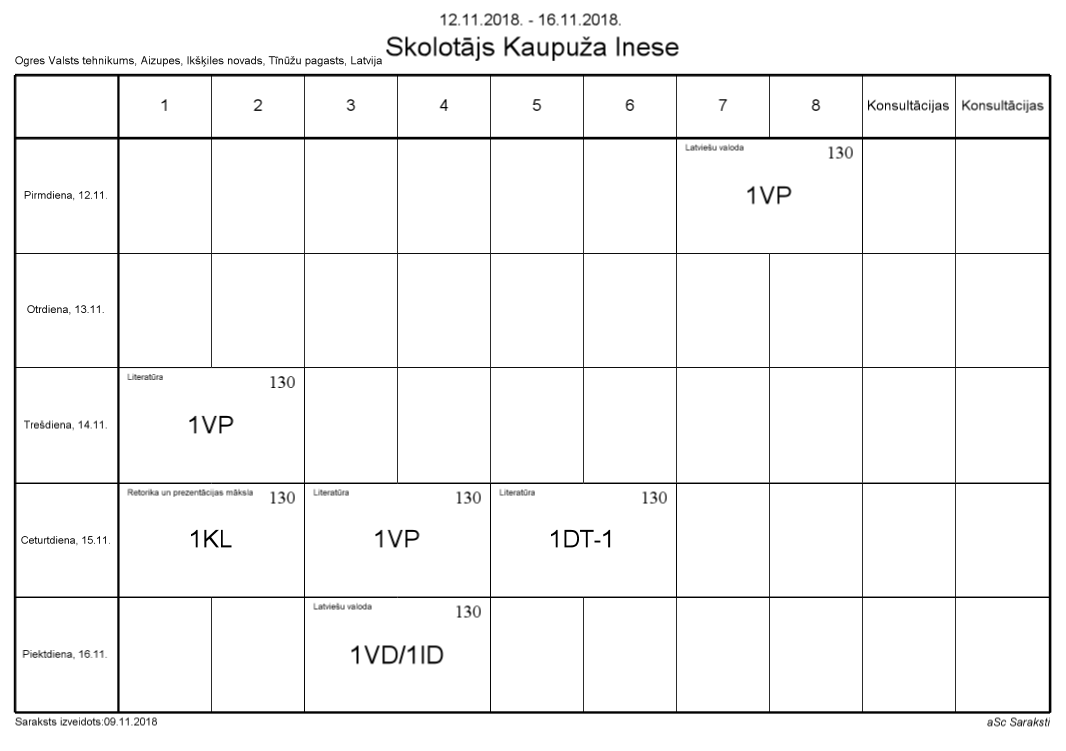 12.11.2018. - 16.11.2018.
Skolotājs Kaupuža Inese
Ogres Valsts tehnikums, Aizupes, Ikšķiles novads, Tīnūžu pagasts, Latvija
1 2 3 4 5 6 7 8 Konsultācijas Konsultācijas
Pirmdiena, 12.11.
Latviešu valoda 130
1VP
Otrdiena, 13.11.
Trešdiena, 14.11.
Literatūra 130
1VP
Ceturtdiena, 15.11.
Retorika un prezentācijas māksla 130
1KL
Literatūra 130
1VP
Literatūra 130
1DT-1
Piektdiena, 16.11.
Latviešu valoda 130
1VD/1ID
Saraksts izveidots:09.11.2018
aSc Saraksti